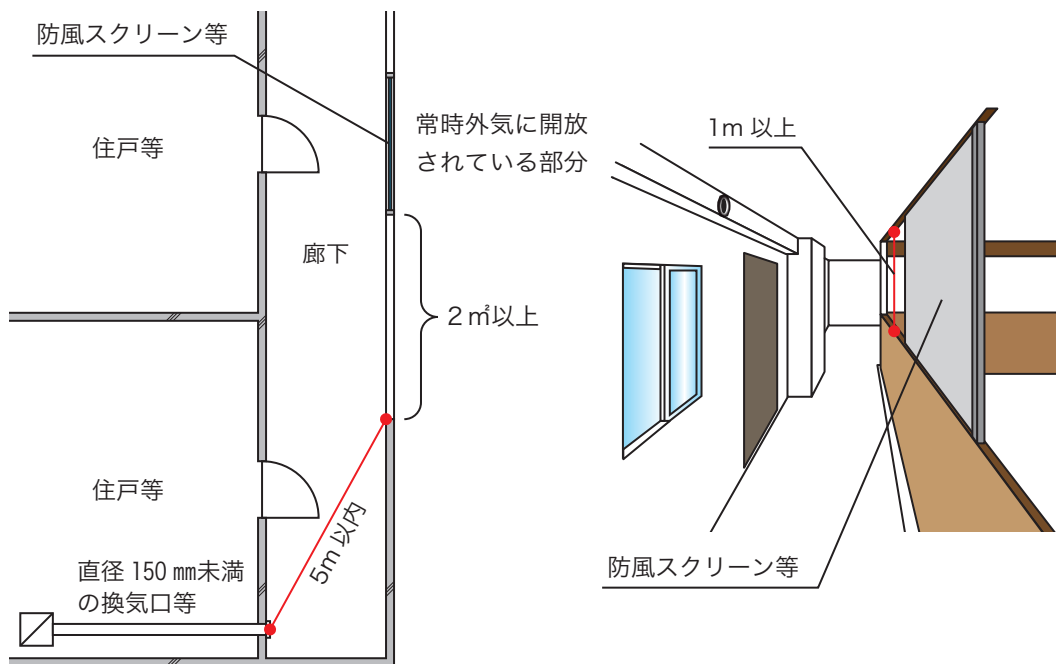 防風スクリーン等
住戸等
常時外気に開放
されている部分
廊下
2㎡以上
住戸等
5m 以内
直径 150 ㎜未満
の換気口等
1m 以上
防風スクリーン等